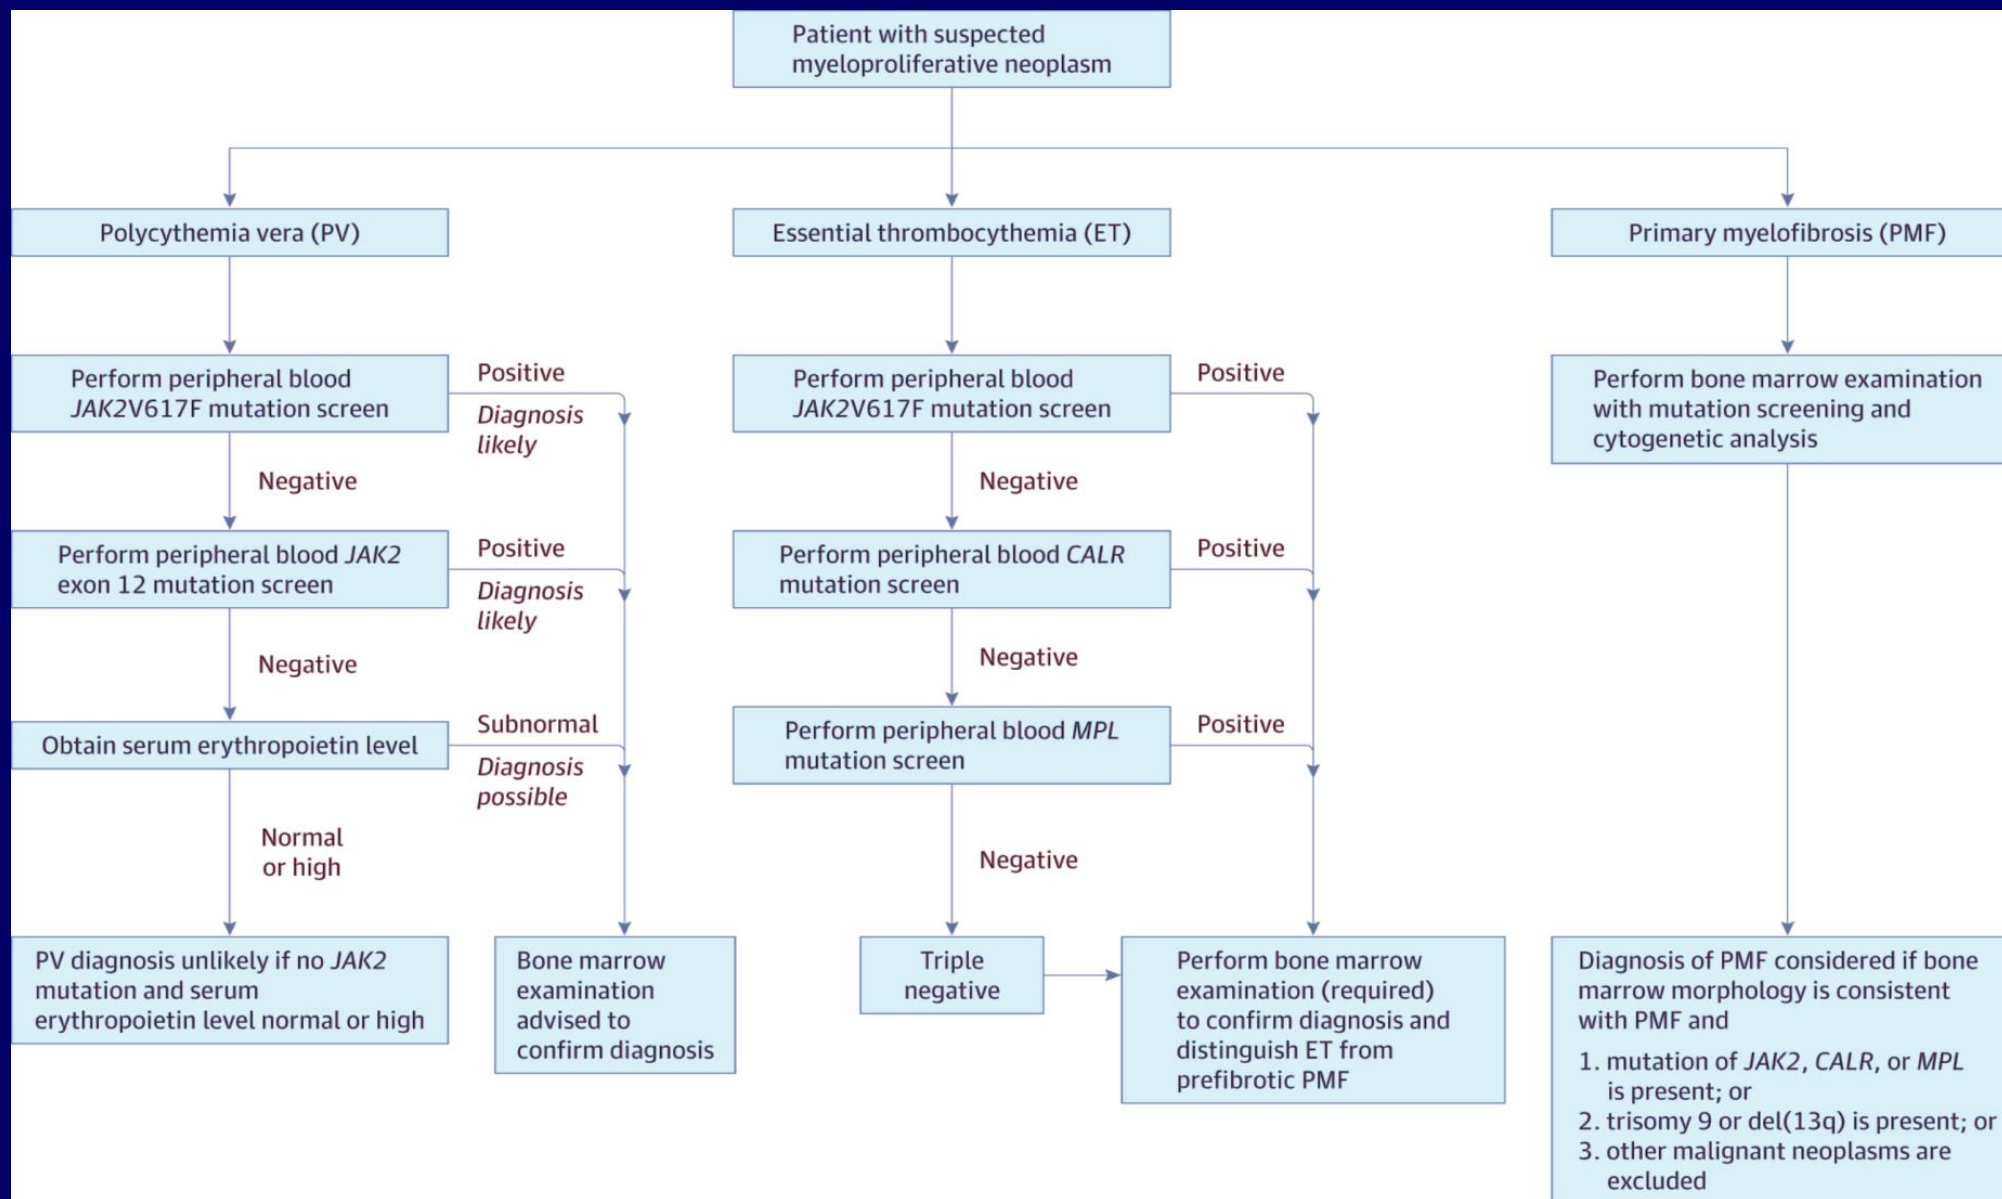 Patient with suspected
myeloproliferative neoplasm
Polycythemia vera (PV)
Essential thrombocythemia (ET)
Primary myelofibrosis (PMF)
Perform peripheral blood
JAK2V617F mutation screen
Positive
Diagnosis
likely
Negative
Perform peripheral blood JAK2
exon 12 mutation screen
Positive
Diagnosis
likely
Negative
Obtain serum erythropoietin level
Subnormal
Diagnosis
possible
Normal
or high
PV diagnosis unlikely if no JAK2
mutation and serum
erythropoietin level normal or high
Bone marrow
examination
advised to
confirm diagnosis
Perform peripheral blood
JAK2V617F mutation screen
Positive
Negative
Perform peripheral blood CALR
mutation screen
Positive
Negative
Perform peripheral blood MPL
mutation screen
Positive
Negative
Triple
negative
Perform bone marrow
examination (required)
to confirm diagnosis and
distinguish ET from
prefibrotic PMF
Perform bone marrow examination
with mutation screening and
cytogenetic analysis
Diagnosis of PMF considered if bone
marrow morphology is consistent
with PMF and
1. mutation of JAK2, CALR, or MPL
is present; or
2. trisomy 9 or del(13q) is present; or
3. other malignant neoplasms are
excluded